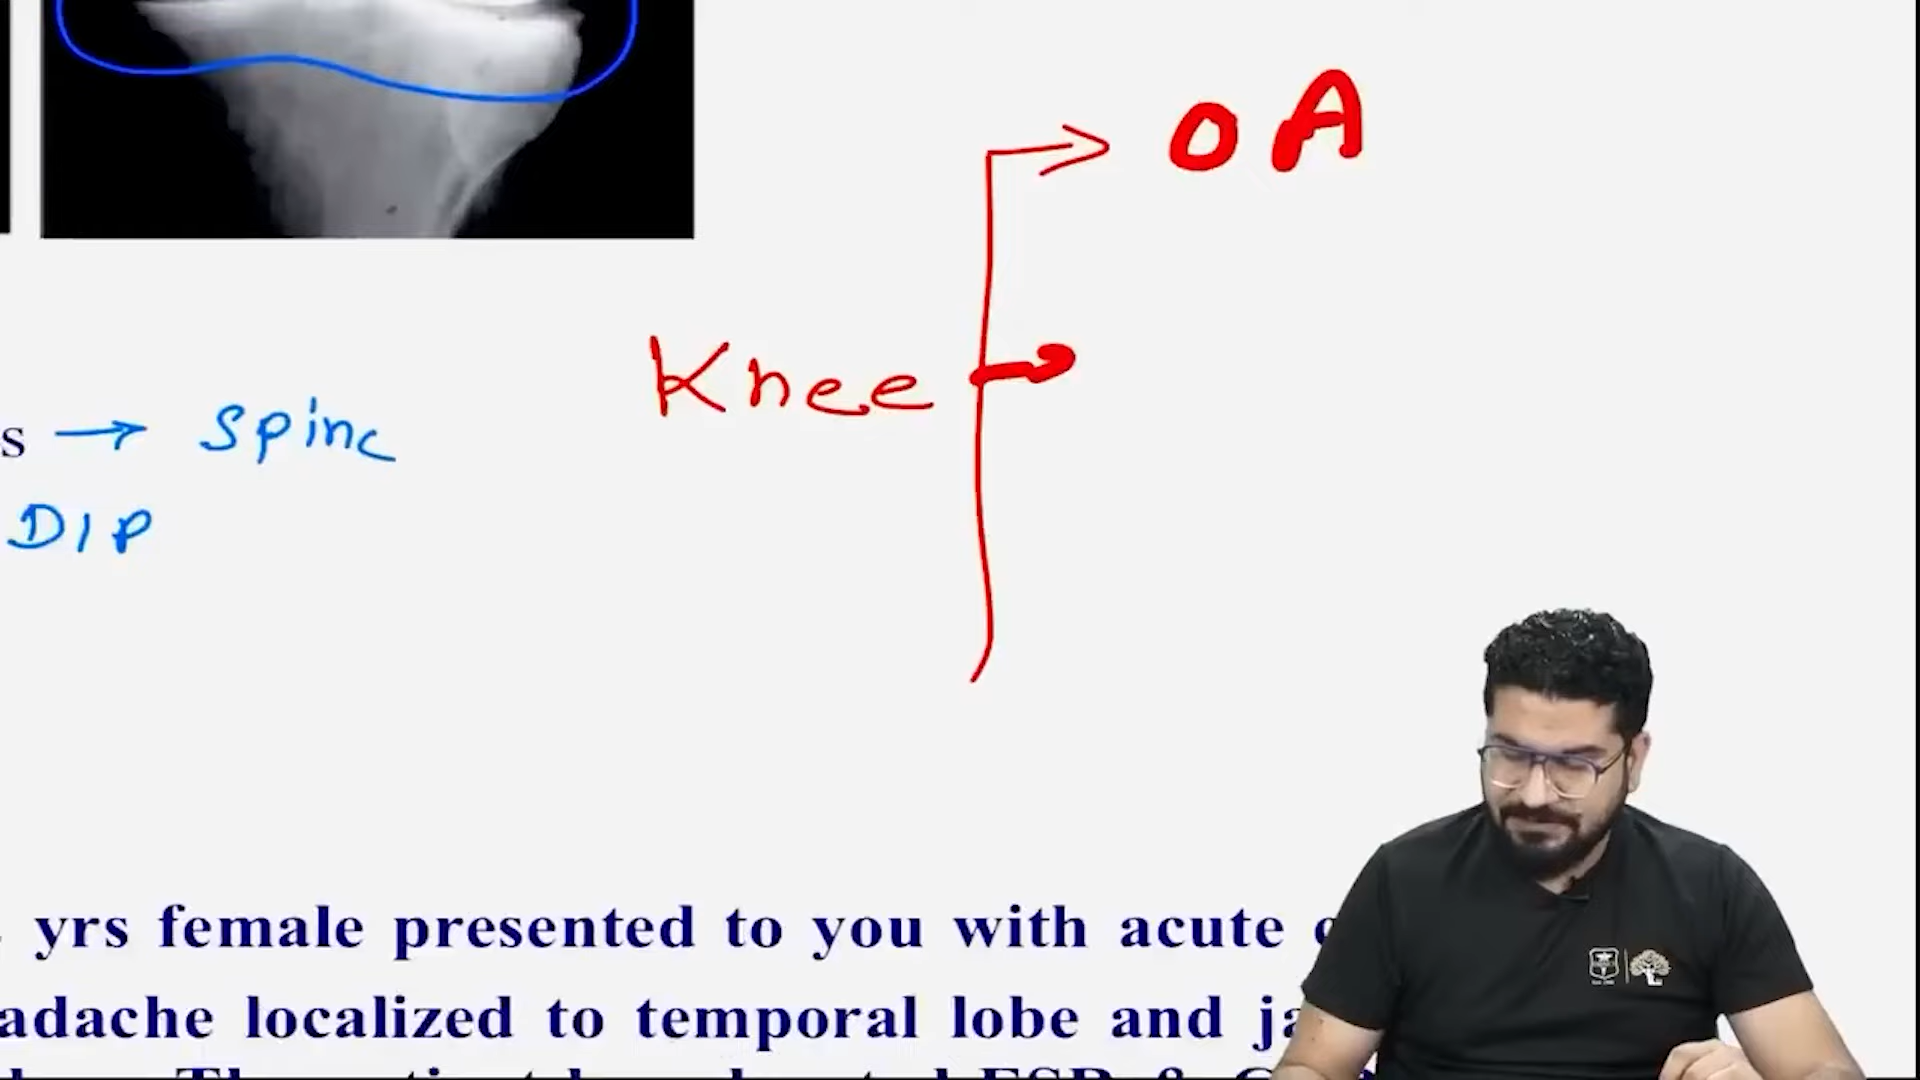 OA
Knee
s → Spine
DIP
yrs female presented to you with acute
adache localized to temporal lobe and ja